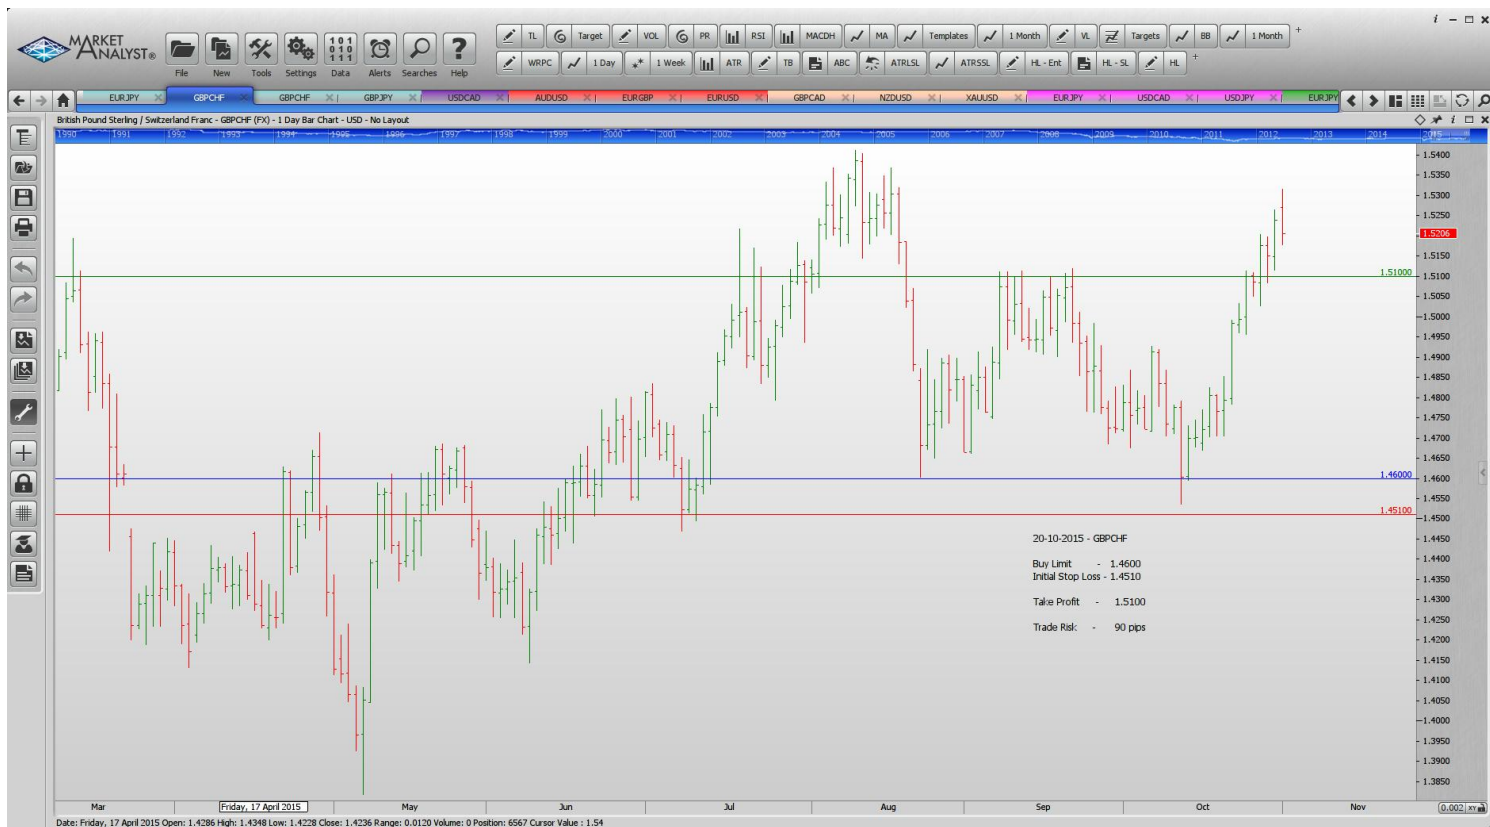 i
MARKET ANALYST®
File New Tools Settings Data Alerts Searches Help
TL Target VOL PR RSI MACDH MA Templates 1 Month VL Targets BB 1 Month +
WRPC 1 Day 1 Week ATR TB ABC ATRLSL ATRSSL HL - Ent HL - SL HL +
EURJPY GBPCHF GBPCHF GBPJPY USDCAD AUDUSD EURGBP EURUSD GBPCAD NZDUSD XAUUSD EURJPY USDCAD USDJPY EURJPY
British Pound Sterling / Switzerland Franc - GBPCHF (FX) - 1 Day Bar Chart - USD - No Layout
1990 1991 1992 1993 1994 1995 1996 1997 1998 1999 2000 2001 2002 2003 2004 2005 2006 2007 2008 2009 2010 2011 2012 2013 2014 2015
1.5400
1.5350
1.5300
1.5250
1.5206
1.5150
1.51000 1.5100
1.5050
1.5000
1.4950
1.4900
1.4850
1.4800
1.4750
1.4700
1.4650
1.46000 1.4600
1.4550
1.45100 1.4500
1.4450
1.4400
1.4350
1.4300
1.4250
1.4200
1.4150
1.4100
1.4050
1.4000
1.3950
1.3900
1.3850
20-10-2015 - GBPCHF
Buy Limit - 1.4600
Initial Stop Loss - 1.4510
Take Profit - 1.5100
Trade Risk - 90 pips
Mar Friday, 17 April 2015 May Jun Jul Aug Sep Oct Nov 0.002 XY
Date: Friday, 17 April 2015 Open: 1.4286 High: 1.4348 Low: 1.4228 Close: 1.4236 Range: 0.0120 Volume: 0 Position: 6567 Cursor Value : 1.54